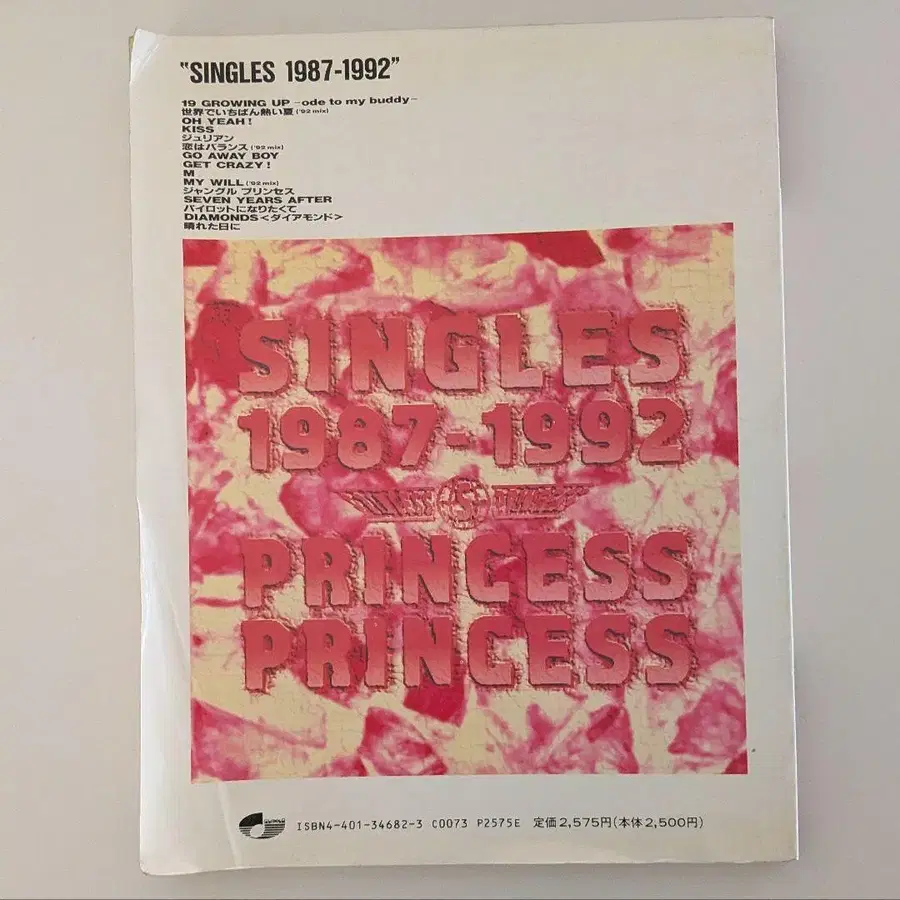 "SINGLES 1987-1992"
19 GROWING UP -ode to my buddy-
世界でいちばん熱い夏 ('92 mix)
OH YEAH!
KISS
ジュリアン
恋はバランス ('92 mix)
GO AWAY BOY
GET CRAZY!
M
MY WILL ('92 mix)
ジャングル プリンセス
SEVEN YEARS AFTER
パイロットになりたくて
DIAMONDS<ダイアモンド>
晴れた日に
SINGLES
1987-1992
PRINCESS
PRINCESS
ISBN4-401-34682-3 C0073 P2575E 定価2,575円(本体2,500円)